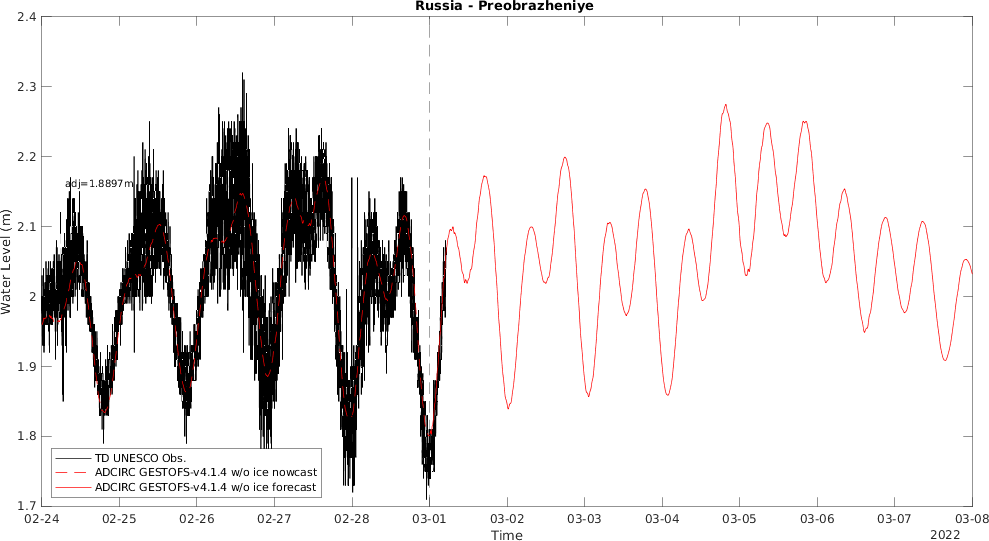 Russia - Preobrazheniye
2.4
2.3
2.2
2.1
2
1.9
1.8
1.7
Water Level (m)
adj=1.8897m
TD UNESCO Obs.
ADCIRC GESTOFS-v4.1.4 w/o ice nowcast
ADCIRC GESTOFS-v4.1.4 w/o ice forecast
02-24 02-25 02-26 02-27 02-28 03-01 03-02 03-03 03-04 03-05 03-06 03-07 03-08
Time
2022